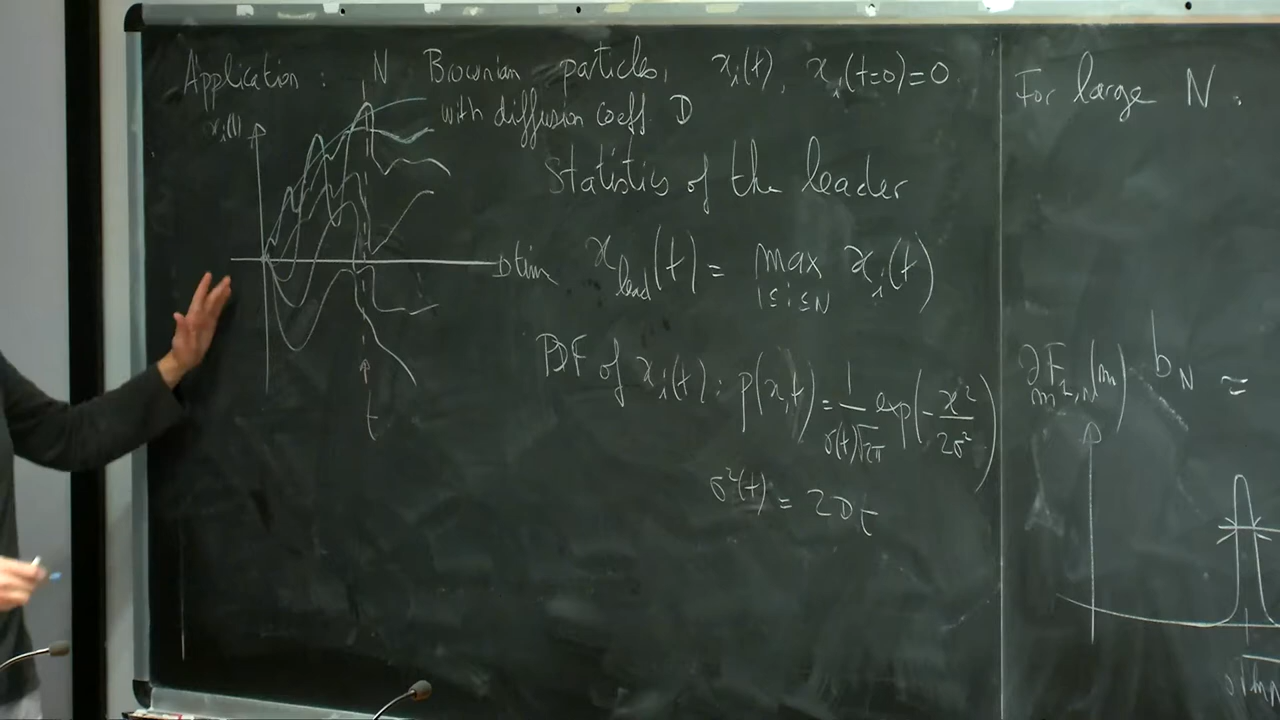 Application : N Brownian particles, x_i(t), x_i(t=0)=0
with diffusion coeff. D
x_i(t)
Statistics of the leader
time
x_lead(t) = max x_i(t)
1≤i≤N
PDF of x_i(t) : p(x,t) = 1/(σ(t)√2π) exp(-x²/2σ²)
t
σ²(t) = 2Dt
For large N :
b_N ≈